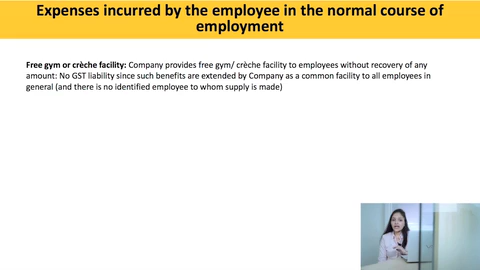 Expenses incurred by the employee in the normal course of
employment
Free gym or crèche facility: Company provides free gym/ crèche facility to employees without recovery of any
amount: No GST liability since such benefits are extended by Company as a common facility to all employees in
general (and there is no identified employee to whom supply is made)